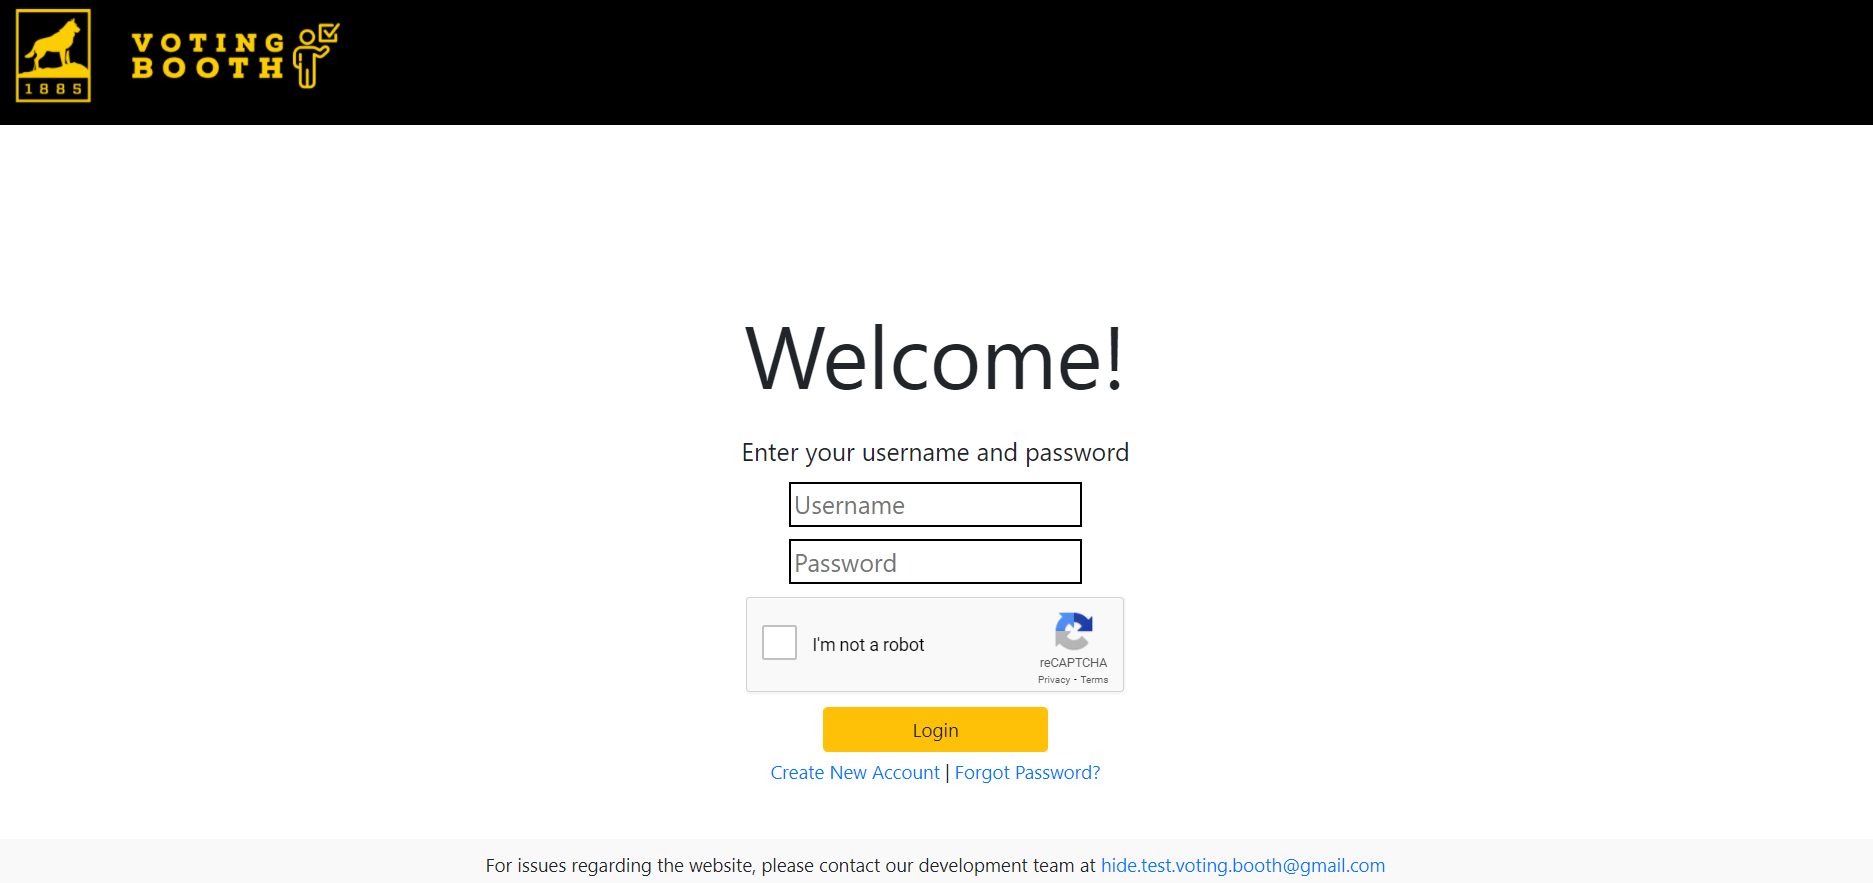 1885
VOTING
BOOTH
Welcome!
Enter your username and password
Username
Password
I'm not a robot
reCAPTCHA
Privacy - Terms
Login
Create New Account | Forgot Password?
For issues regarding the website, please contact our development team at hide.test.voting.booth@gmail.com